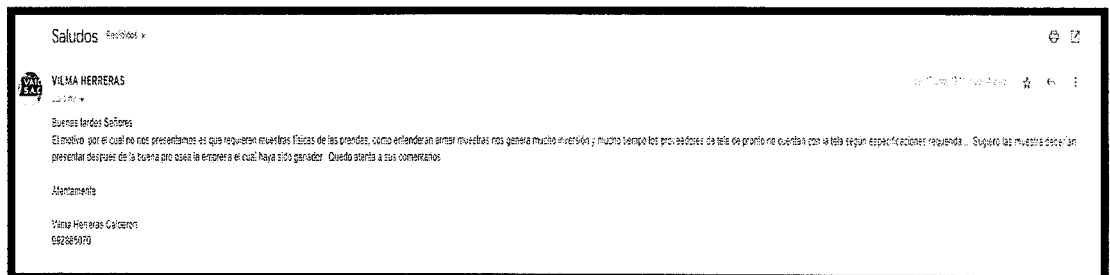 Saludos Recibidos x
VILMA HERRERAS
Buenas tardes Señores
El motivo por el cual no nos presentamos es que requieren muestras físicas de las prendas, como entenderan armar muestras nos genera mucho inversión y mucho tiempo los proveedores de tela de pronto no cuentan con la tela según especificaciones requerida... Sugiero las muestra deberían
presentar después de la buena pro osea la empresa el cual haya sido ganador. Quedo atenta a sus comentarios
Atentamente
Vilma Herreras Calderon